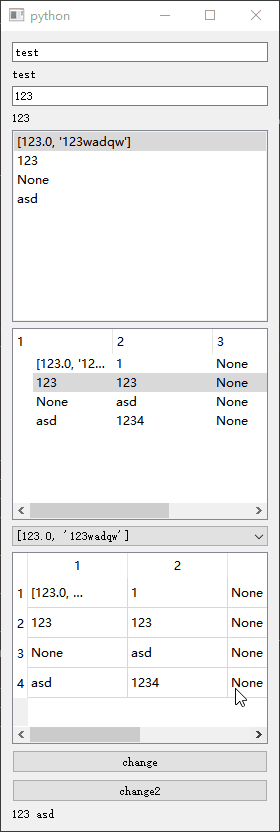 python
test
test
123
123
[123.0, '123wadqw']
123
None
asd
1 2 3
[123.0, '12... 1 None
123 123 None
None asd None
asd 1234 None
[123.0, '123wadqw']
1 2
1 [123.0, ... 1 None
2 123 123 None
3 None asd None
4 asd 1234 None
change
change2
123 asd